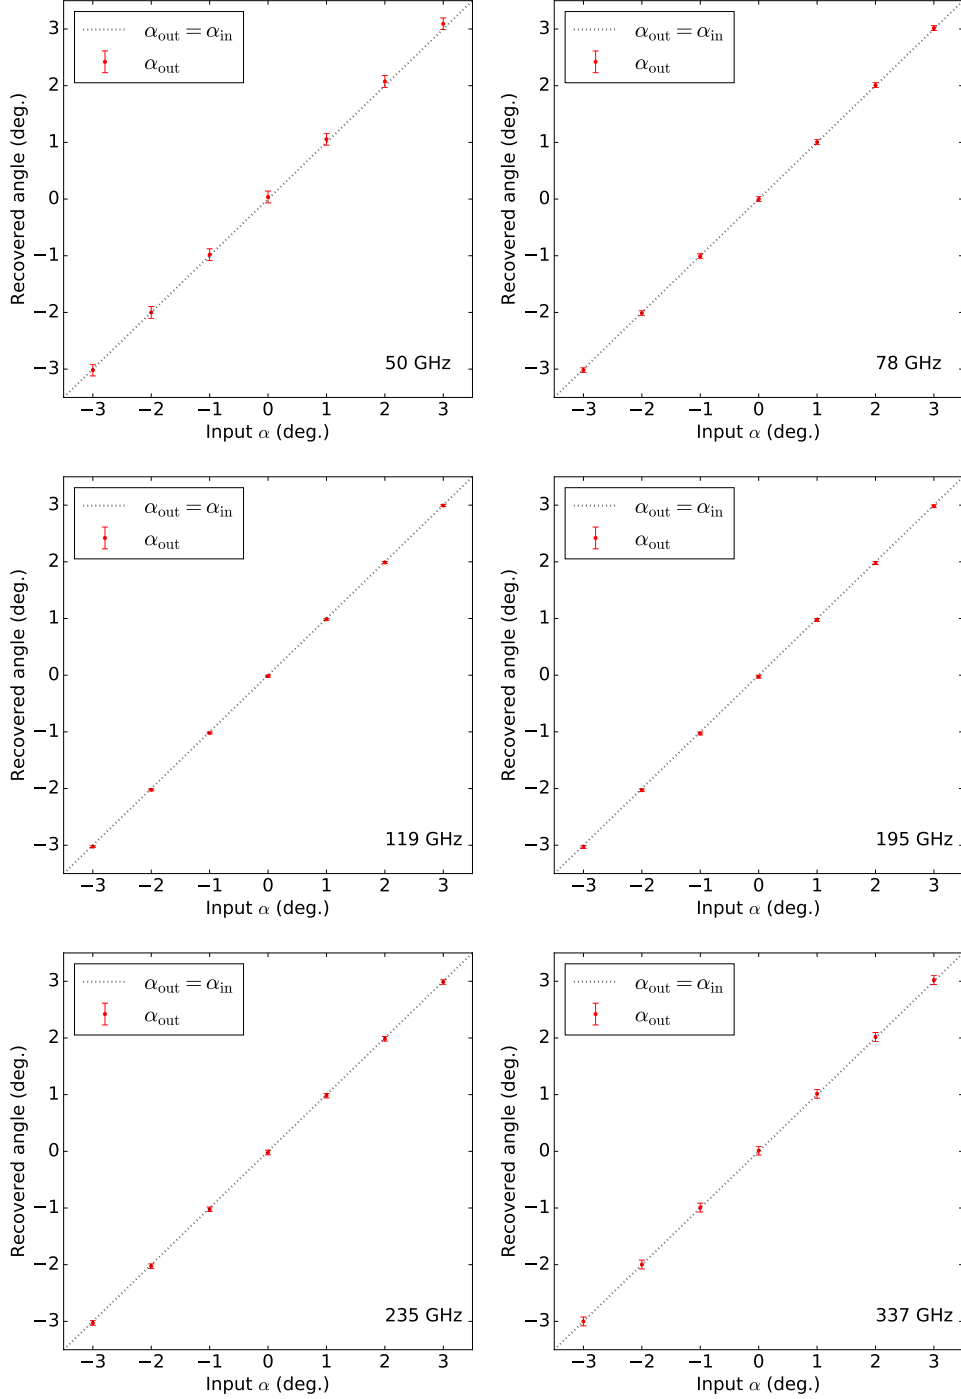 α_out = α_in
α_out
3
2
1
0
−1
−2
−3
Recovered angle (deg.)
50 GHz
−3 −2 −1 0 1 2 3
Input α (deg.)
α_out = α_in
α_out
3
2
1
0
−1
−2
−3
Recovered angle (deg.)
78 GHz
−3 −2 −1 0 1 2 3
Input α (deg.)
α_out = α_in
α_out
3
2
1
0
−1
−2
−3
Recovered angle (deg.)
119 GHz
−3 −2 −1 0 1 2 3
Input α (deg.)
α_out = α_in
α_out
3
2
1
0
−1
−2
−3
Recovered angle (deg.)
195 GHz
−3 −2 −1 0 1 2 3
Input α (deg.)
α_out = α_in
α_out
3
2
1
0
−1
−2
−3
Recovered angle (deg.)
235 GHz
−3 −2 −1 0 1 2 3
Input α (deg.)
α_out = α_in
α_out
3
2
1
0
−1
−2
−3
Recovered angle (deg.)
337 GHz
−3 −2 −1 0 1 2 3
Input α (deg.)